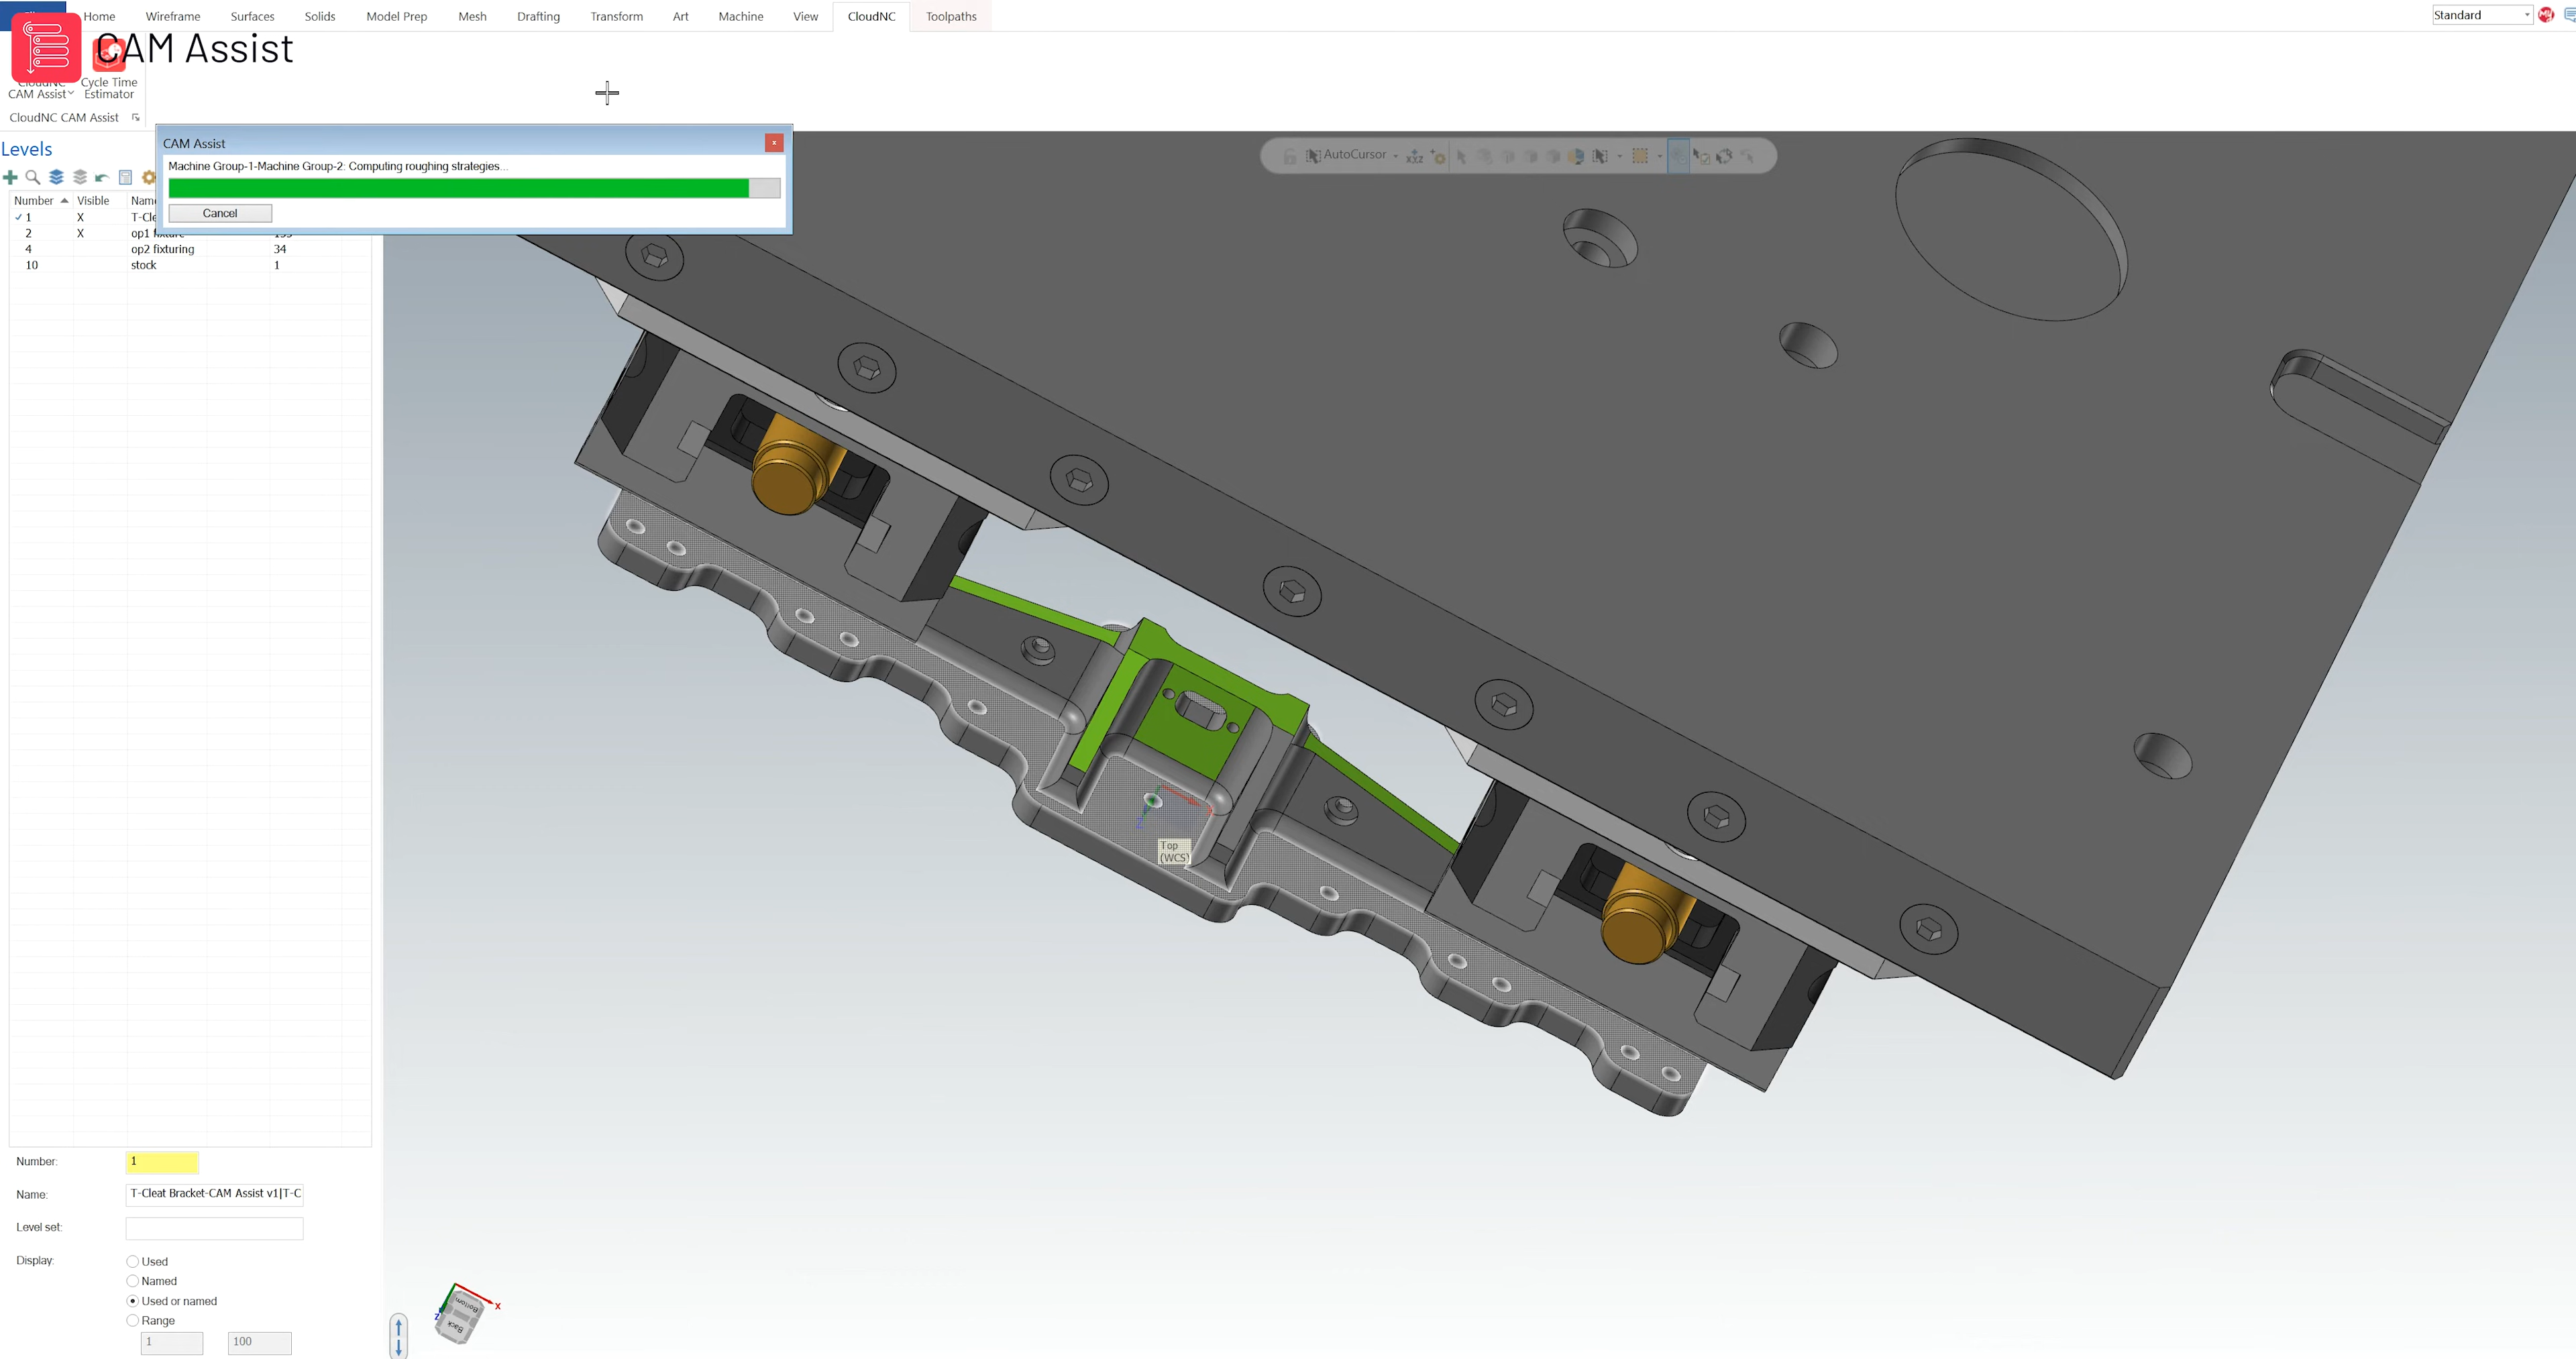 Home Wireframe Surfaces Solids Model Prep Mesh Drafting Transform Art Machine View CloudNC Toolpaths
Standard
CAM Assist
CAM Assist
Cycle Time
Estimator
CloudNC CAM Assist
CAM Assist
Machine Group-1-Machine Group-2: Computing roughing strategies...
Cancel
AutoCursor
Levels
Number Visible
1 X
2 X
4 op2 fixturing 34
10 stock 1
Top
(WCS)
Number: 1
Name: T-Cleat Bracket-CAM Assist v1|T-C
Level set:
Display:
Used
Named
Used or named
Range
1 100
Bottom
Back
X
Z